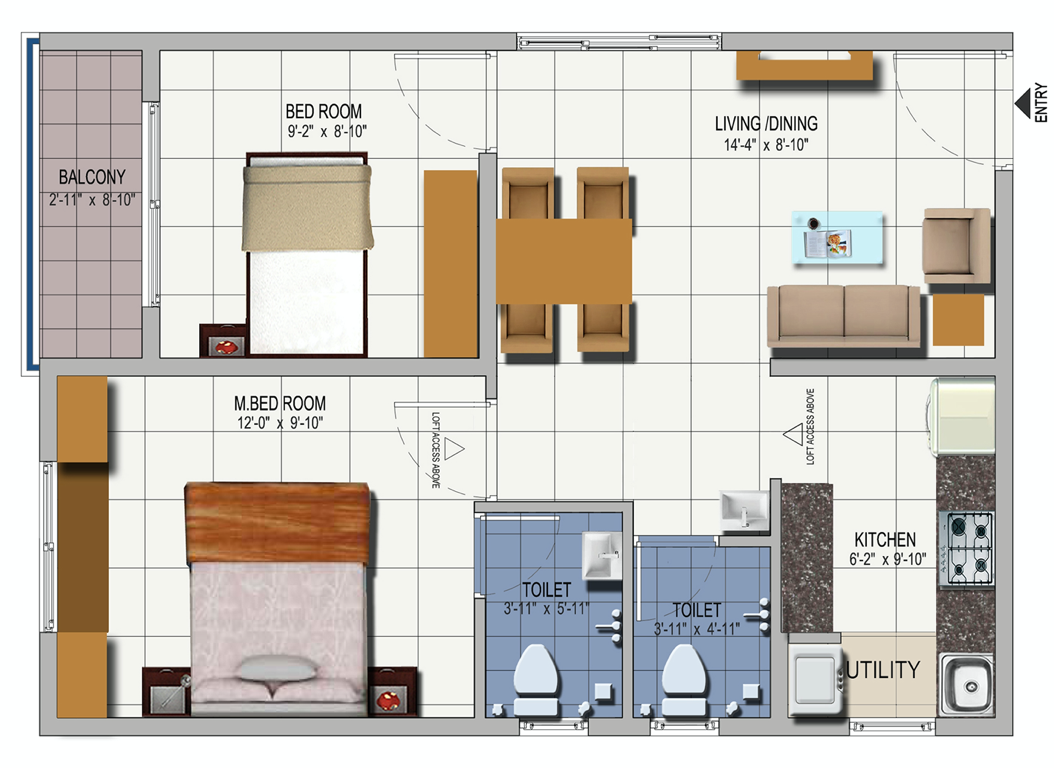 BED ROOM
9'-2" x 8'-10"
LIVING /DINING
14'-4" x 8'-10"
ENTRY
BALCONY
2'-11" x 8'-10"
M.BED ROOM
12'-0" x 9'-10"
LOFT ACCESS ABOVE
LOFT ACCESS ABOVE
KITCHEN
6'-2" x 9'-10"
TOILET
3'-11" x 5'-11"
TOILET
3'-11" x 4'-11"
UTILITY